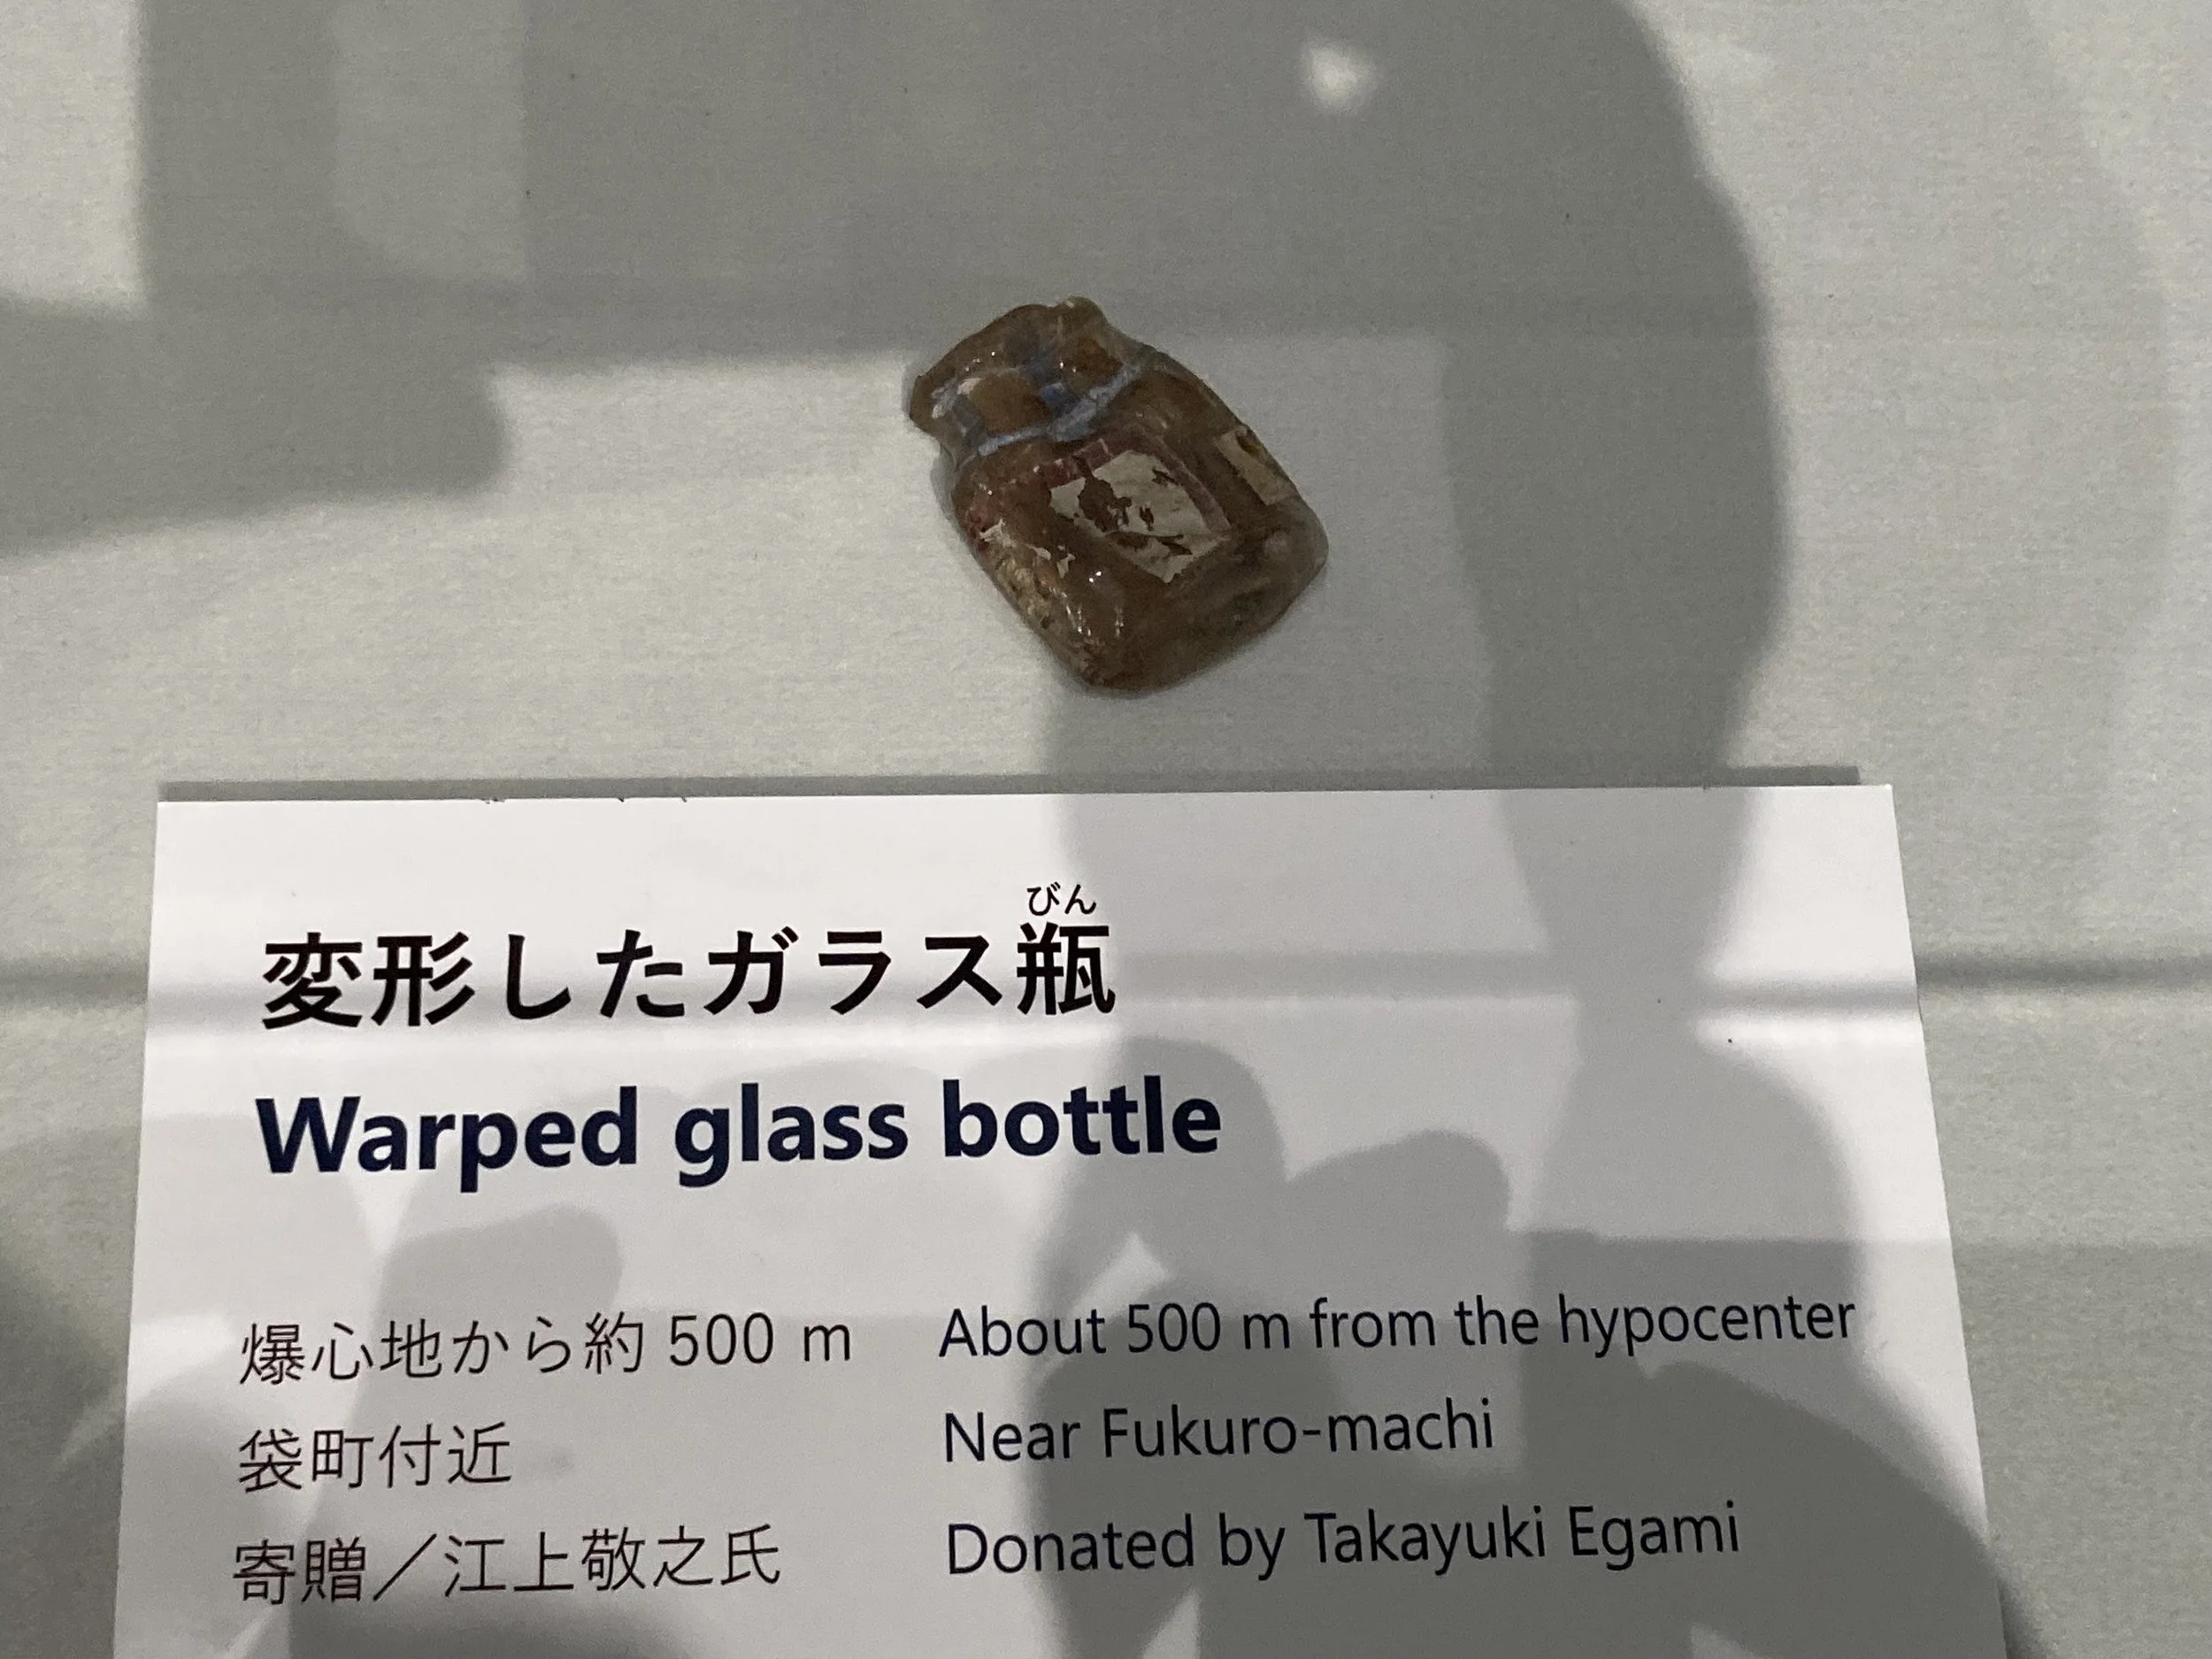 びん
変形したガラス瓶
Warped glass bottle
爆心地から約 500 m
袋町付近
寄贈／江上敬之氏
About 500 m from the hypocenter
Near Fukuro-machi
Donated by Takayuki Egami